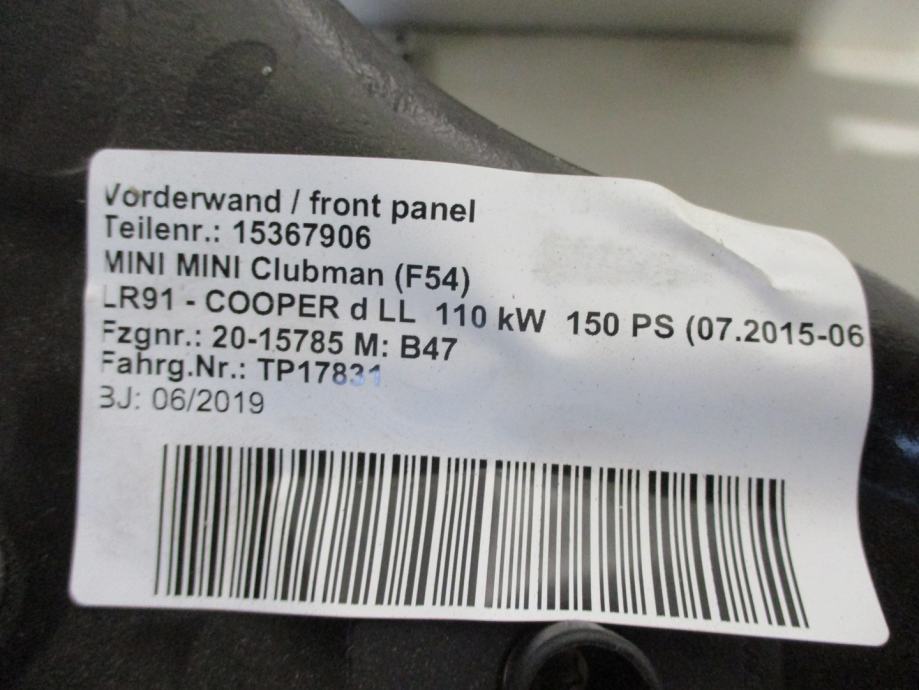 Vorderwand / front panel
Teilenr.: 15367906
MINI MINI Clubman (F54)
LR91 - COOPER d LL 110 kW 150 PS (07.2015-06
Fzgnr.: 20-15785 M: B47
Fahrg.Nr.: TP17831
BJ: 06/2019